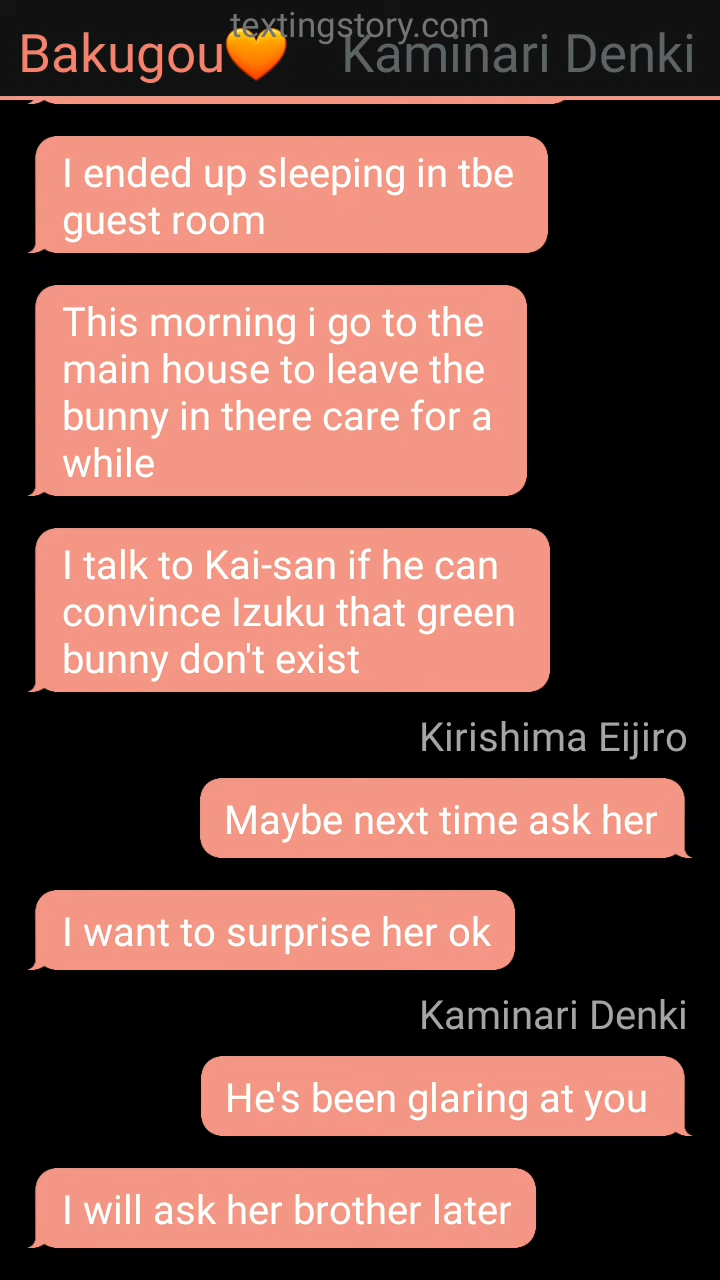 textingstory.com
Bakugou🧡 Kaminari Denki
I ended up sleeping in tbe
guest room
This morning i go to the
main house to leave the
bunny in there care for a
while
I talk to Kai-san if he can
convince Izuku that green
bunny don't exist
Kirishima Eijiro
Maybe next time ask her
I want to surprise her ok
Kaminari Denki
He's been glaring at you
I will ask her brother later